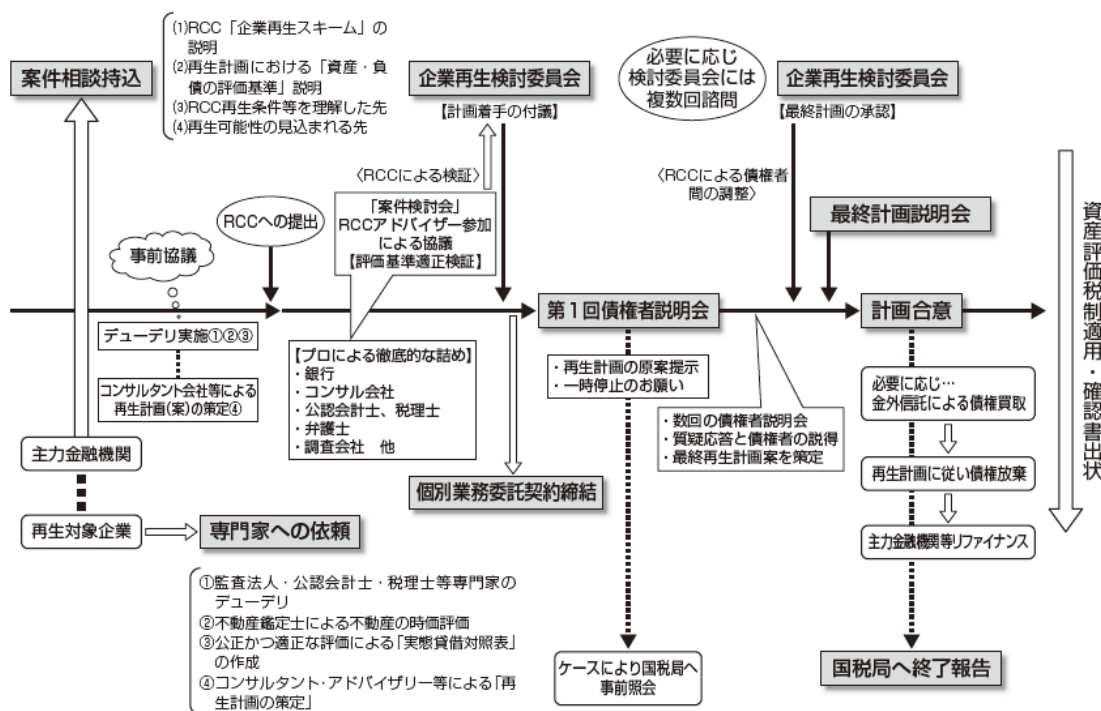 案件相談持込
(1)RCC「企業再生スキーム」の
説明
(2)再生計画における「資産・負
債の評価基準」説明
(3)RCC再生条件等を理解した先
(4)再生可能性の見込まれる先
企業再生検討委員会
【計画着手の付議】
必要に応じ
検討委員会には
複数回諮問
企業再生検討委員会
【最終計画の承認】
〈RCCによる検証〉
〈RCCによる債権者
間の調整〉
RCCへの提出
「案件検討会」
RCCアドバイザー参加
による協議
【評価基準適正検証】
最終計画説明会
事前協議
第1回債権者説明会
計画合意
デューデリ実施①②③
コンサルタント会社等による
再生計画(案)の策定④
【プロによる徹底的な詰め】
・銀行
・コンサル会社
・公認会計士、税理士
・弁護士
・調査会社 他
・再生計画の原案提示
・一時停止のお願い
・数回の債権者説明会
・質疑応答と債権者の説得
・最終再生計画案を策定
必要に応じ…
金外信託による債権買取
再生計画に従い債権放棄
主力金融機関等リファイナンス
資産評価税制適用・確認書出状
主力金融機関
再生対象企業
専門家への依頼
個別業務委託契約締結
①監査法人・公認会計士・税理士等専門家の
デューデリ
②不動産鑑定士による不動産の時価評価
③公正かつ適正な評価による「実態貸借対照表」
の作成
④コンサルタント・アドバイザリー等による「再
生計画の策定」
ケースにより国税局へ
事前照会
国税局へ終了報告